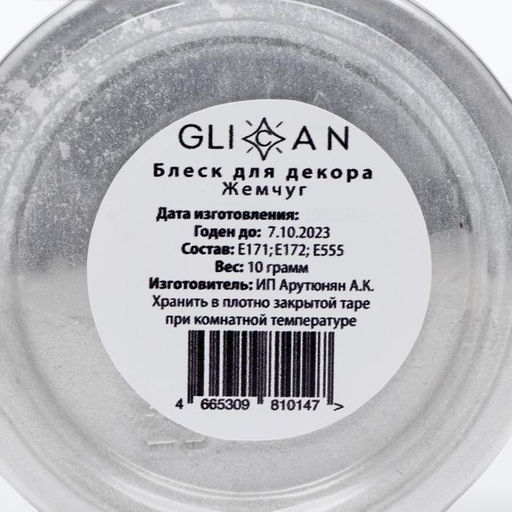 GLICAN
Блеск для декора
Жемчуг
Дата изготовления:
Годен до: 7.10.2023
Состав: E171; E172; E555
Вес: 10 грамм
Изготовитель: ИП Арутюнян А.К.
Хранить в плотно закрытой таре
при комнатной температуре
4 665309 810147 >